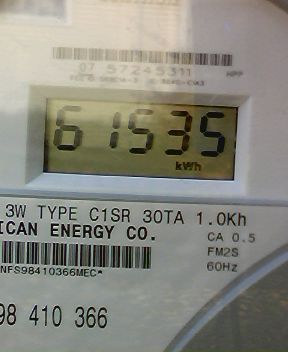 07 57245311 HPP
61535
kWh
3W TYPE C1SR 30TA 1.0Kh
ICAN ENERGY CO.
CA 0.5
FM2S
60Hz
NFS98410366MEC*
98 410 366